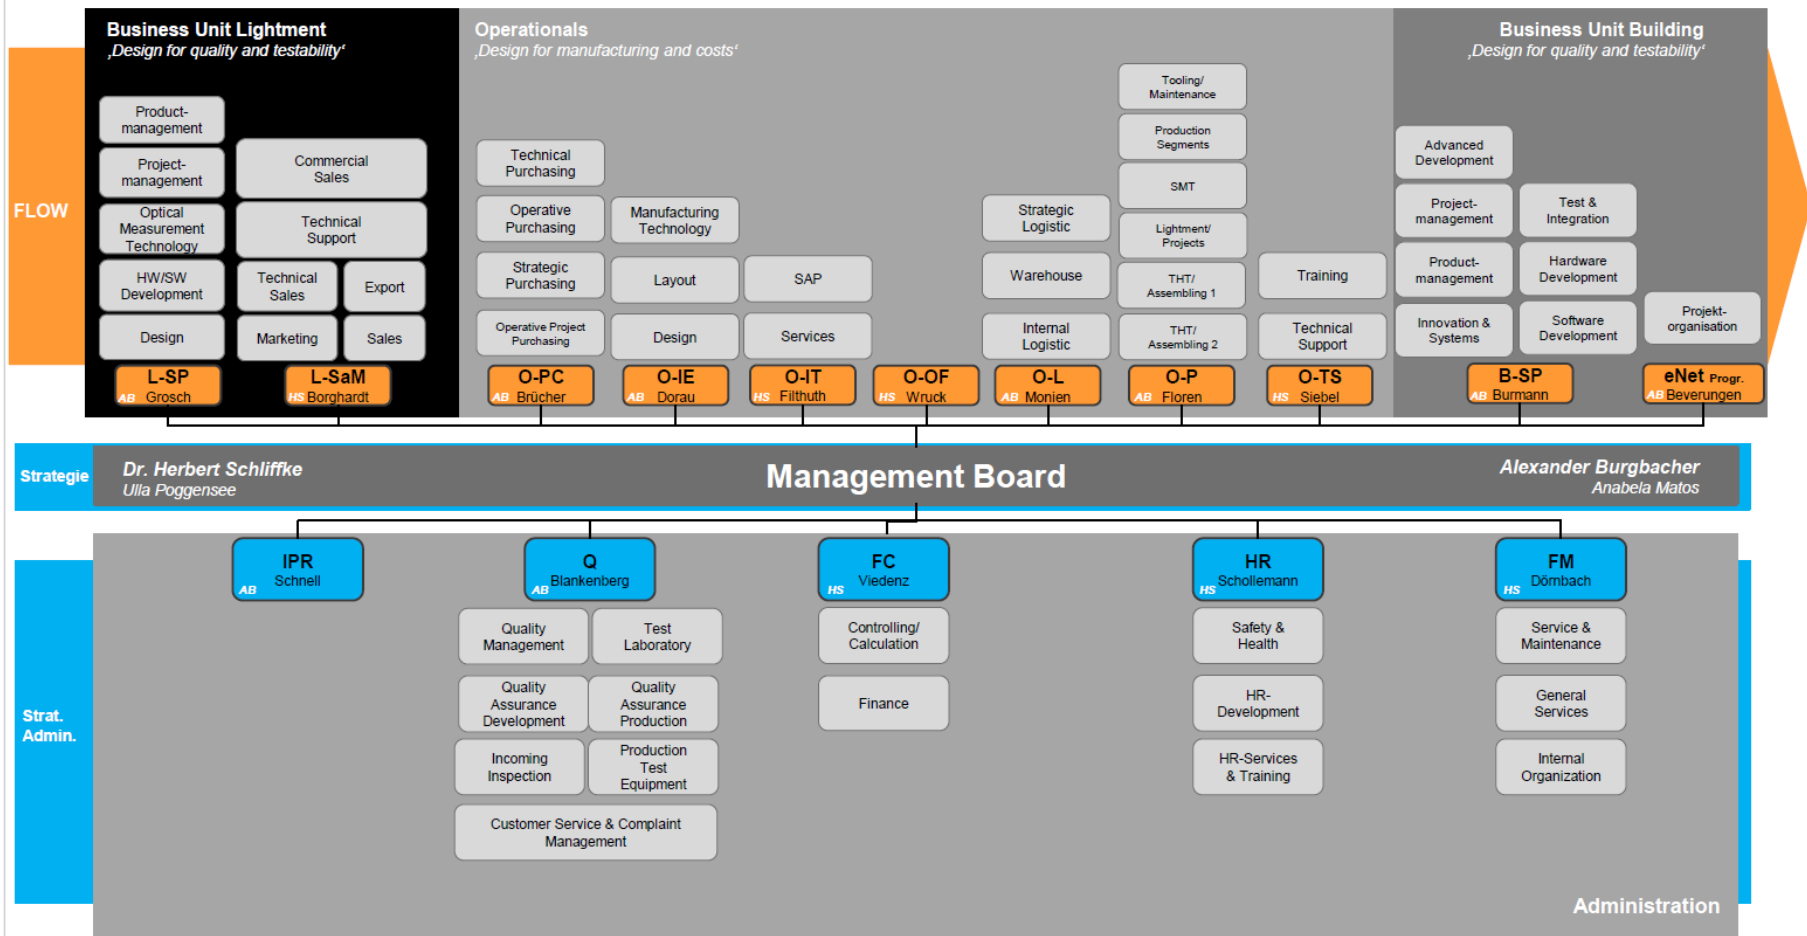 Business Unit Lightment
‚Design for quality and testability‘
Operationals
‚Design for manufacturing and costs‘
Business Unit Building
‚Design for quality and testability‘
FLOW
Product-
management
Project-
management
Optical
Measurement
Technology
HW/SW
Development
Design
L-SP
AB Grosch
Commercial
Sales
Technical
Support
Technical
Sales
Export
Marketing
Sales
L-SaM
HS Borghardt
Technical
Purchasing
Operative
Purchasing
Strategic
Purchasing
Operative Project
Purchasing
O-PC
AB Brücher
Manufacturing
Technology
Layout
Design
O-IE
AB Dorau
SAP
Services
O-IT
HS Filthuth
O-OF
HS Wruck
Strategic
Logistic
Warehouse
Internal
Logistic
O-L
AB Monien
Tooling/
Maintenance
Production
Segments
SMT
Lightment/
Projects
THT/
Assembling 1
THT/
Assembling 2
O-P
AB Floren
Training
Technical
Support
O-TS
HS Siebel
Advanced
Development
Project-
management
Product-
management
Innovation &
Systems
Test &
Integration
Hardware
Development
Software
Development
B-SP
AB Burmann
Projekt-
organisation
eNet Progr.
AB Beverungen
Strategie
Dr. Herbert Schliffke
Ulla Poggensee
Management Board
Alexander Burgbacher
Anabela Matos
Strat.
Admin.
IPR
Schnell
AB
Q
Blankenberg
AB
Quality
Management
Test
Laboratory
Quality
Assurance
Development
Quality
Assurance
Production
Incoming
Inspection
Production
Test
Equipment
Customer Service & Complaint
Management
FC
Viedenz
HS
Controlling/
Calculation
Finance
HR
Schollemann
HS
Safety &
Health
HR-
Development
HR-Services
& Training
FM
Dörnbach
HS
Service &
Maintenance
General
Services
Internal
Organization
Administration